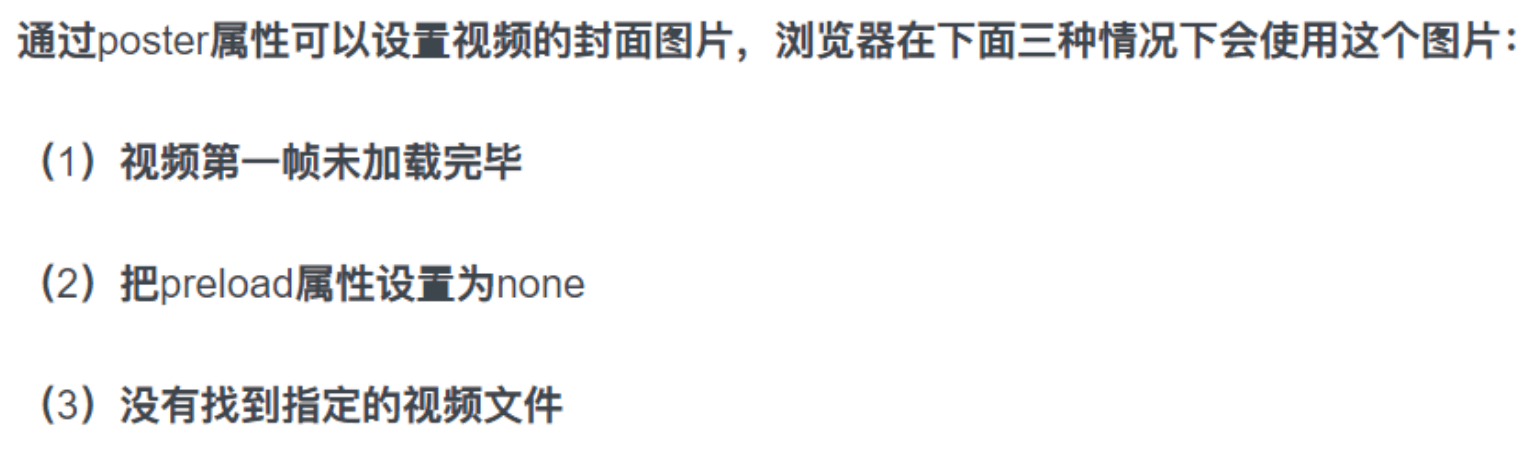 通过poster属性可以设置视频的封面图片，浏览器在下面三种情况下会使用这个图片：
（1）视频第一帧未加载完毕
（2）把preload属性设置为none
（3）没有找到指定的视频文件